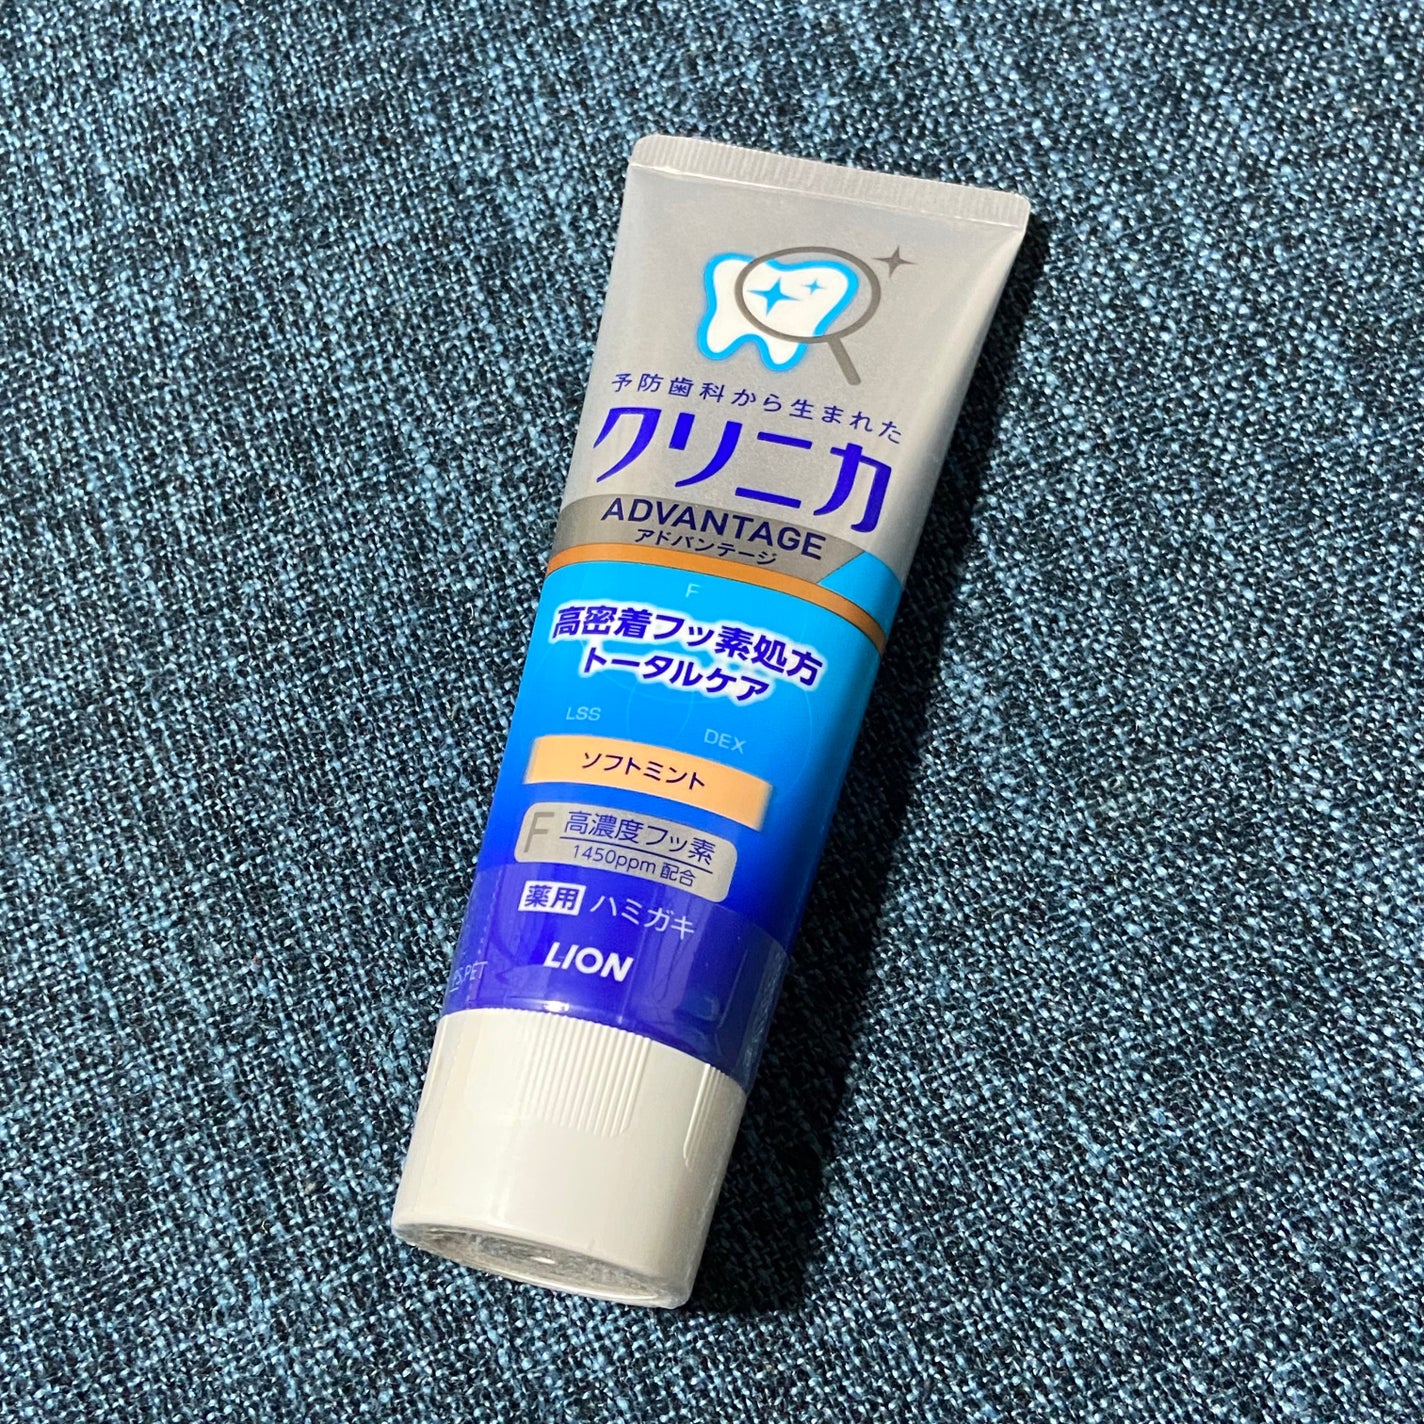 予防歯科から生まれた
クリニカ
ADVANTAGE
アドバンテージ
F
高密着フッ素処方
トータルケア
LSS
DEX
ソフトミント
F 高濃度フッ素
1450ppm 配合
薬用 ハミガキ
LION
PS,PET